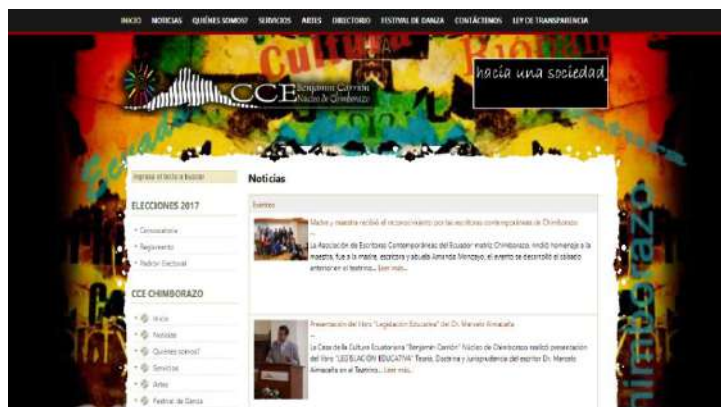 INICIO NOTICIAS QUIÉNES SOMOS? SERVICIOS ARTES DIRECTORIO FESTIVAL DE DANZA CONTÁCTENOS LEY DE TRANSPARENCIA
Cultura
Ecuador
CCE Benjamín Carrión
Núcleo de Chimborazo
hacia una sociedad
Chimborazo
Ingrese el texto a buscar
ELECCIONES 2017
Convocatoria
Reglamento
Padrón Electoral
CCE CHIMBORAZO
Inicio
Noticias
Quiénes somos?
Servicios
Artes
Festival de Danza
Noticias
Eventos
Madre y maestra recibió el reconocimiento por las escritoras contemporáneas de Chimborazo
...
La Asociación de Escritoras Contemporáneas del Ecuador matriz Chimborazo, rindió homenaje a la
maestra, fue a la madre, escritora y abuela Amanda Moncayo, el evento se desarrolló el sábado
anterior en el teatrino... Leer más..
Presentación del libro "Legislación Educativa" del Dr. Marcelo Almacaña
...
La Casa de la Cultura Ecuatoriana "Benjamín Carrión" Núcleo de Chimborazo realizó presentación
del libro "LEGISLACIÓN EDUCATIVA" Teoría, Doctrina y Jurisprudencia del escritor Dr. Marcelo
Almacaña en el Teatrino... Leer más..